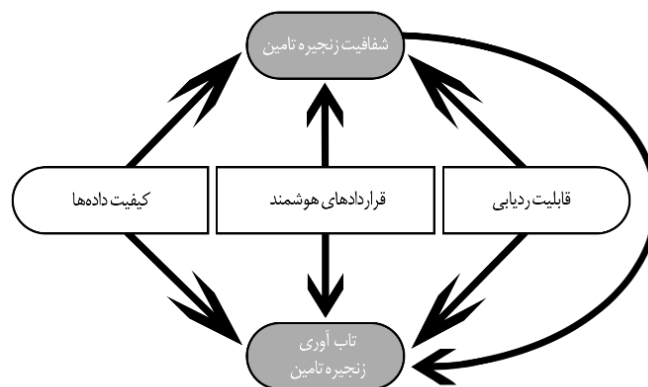 شفافیت زنجیره تامین
قابلیت ردیابی
قراردادهای هوشمند
کیفیت داده‌ها
تاب آوری
زنجیره تامین